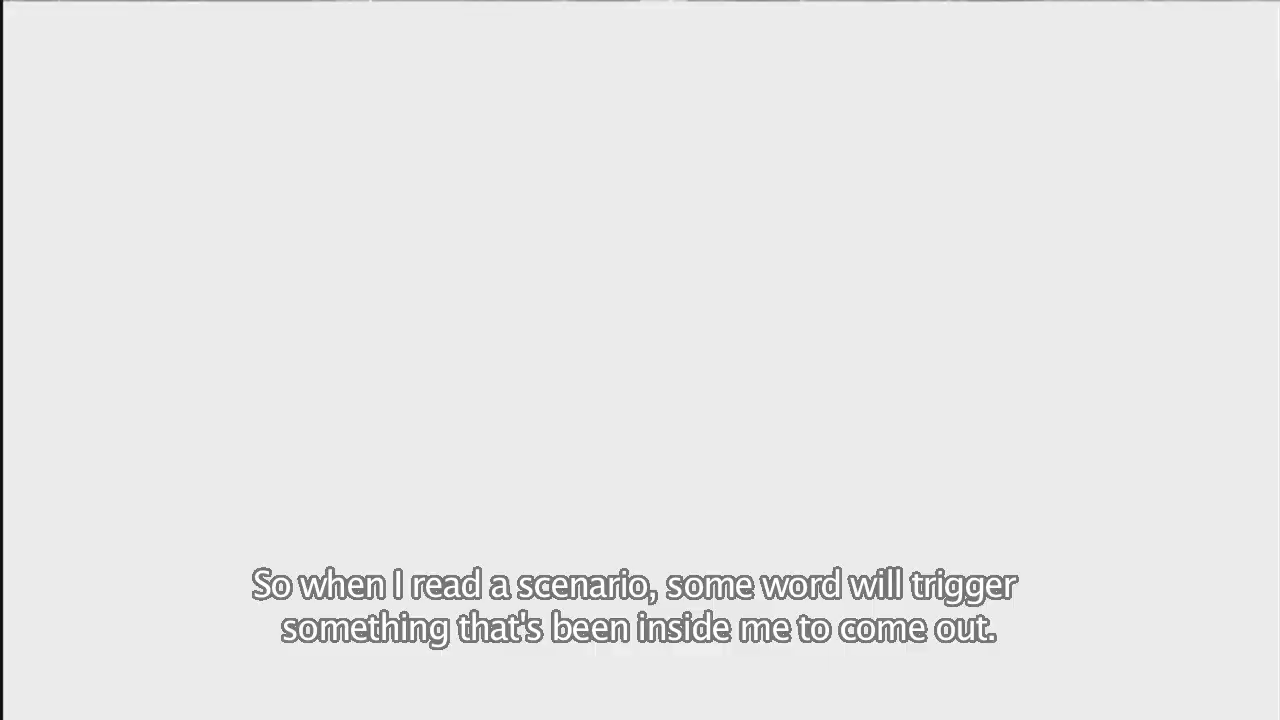 So when I read a scenario, some word will trigger
something that's been inside me to come out.